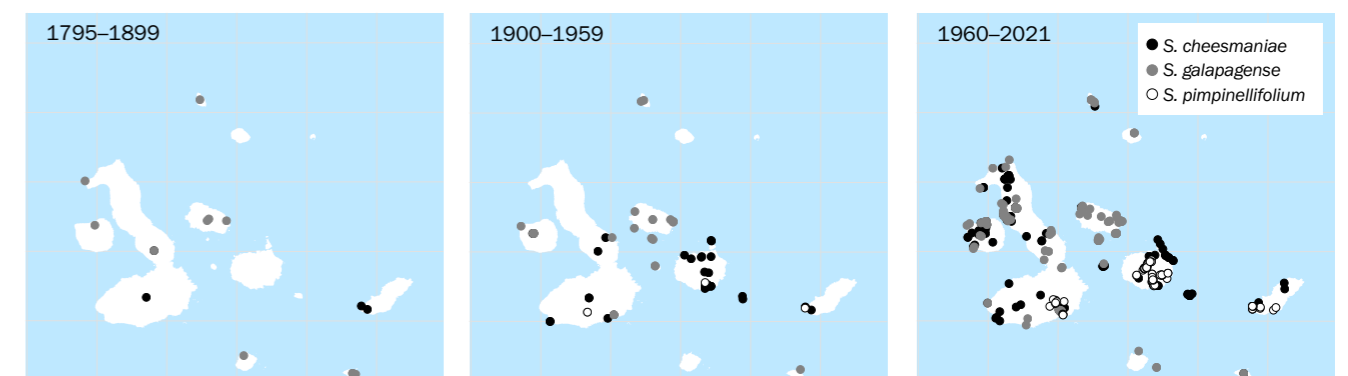 1795–1899
1900–1959
1960–2021
S. cheesmaniae
S. galapagense
S. pimpinellifolium